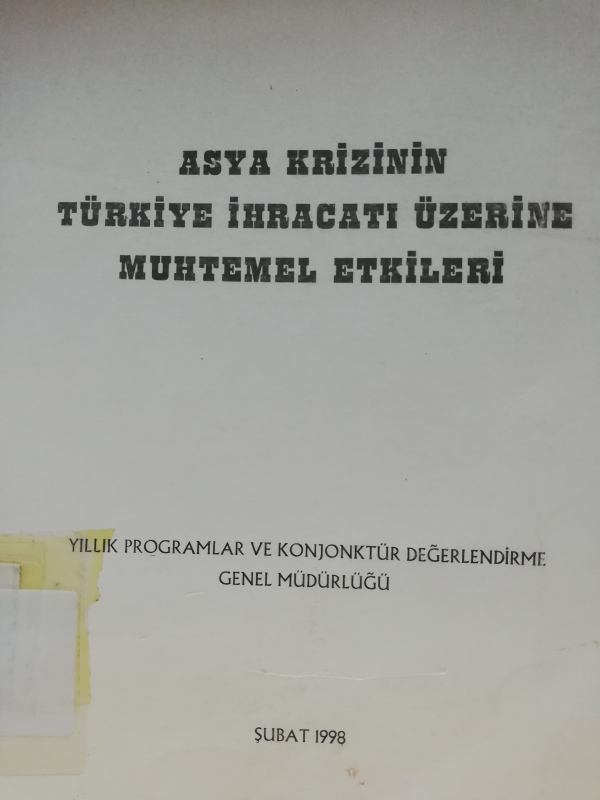 ASYA KRİZİNİN
TÜRKİYE İHRACATI ÜZERİNE
MUHTEMEL ETKİLERİ
YILLIK PROGRAMLAR VE KONJONKTÜR DEĞERLENDİRME
GENEL MÜDÜRLÜĞÜ
ŞUBAT 1998